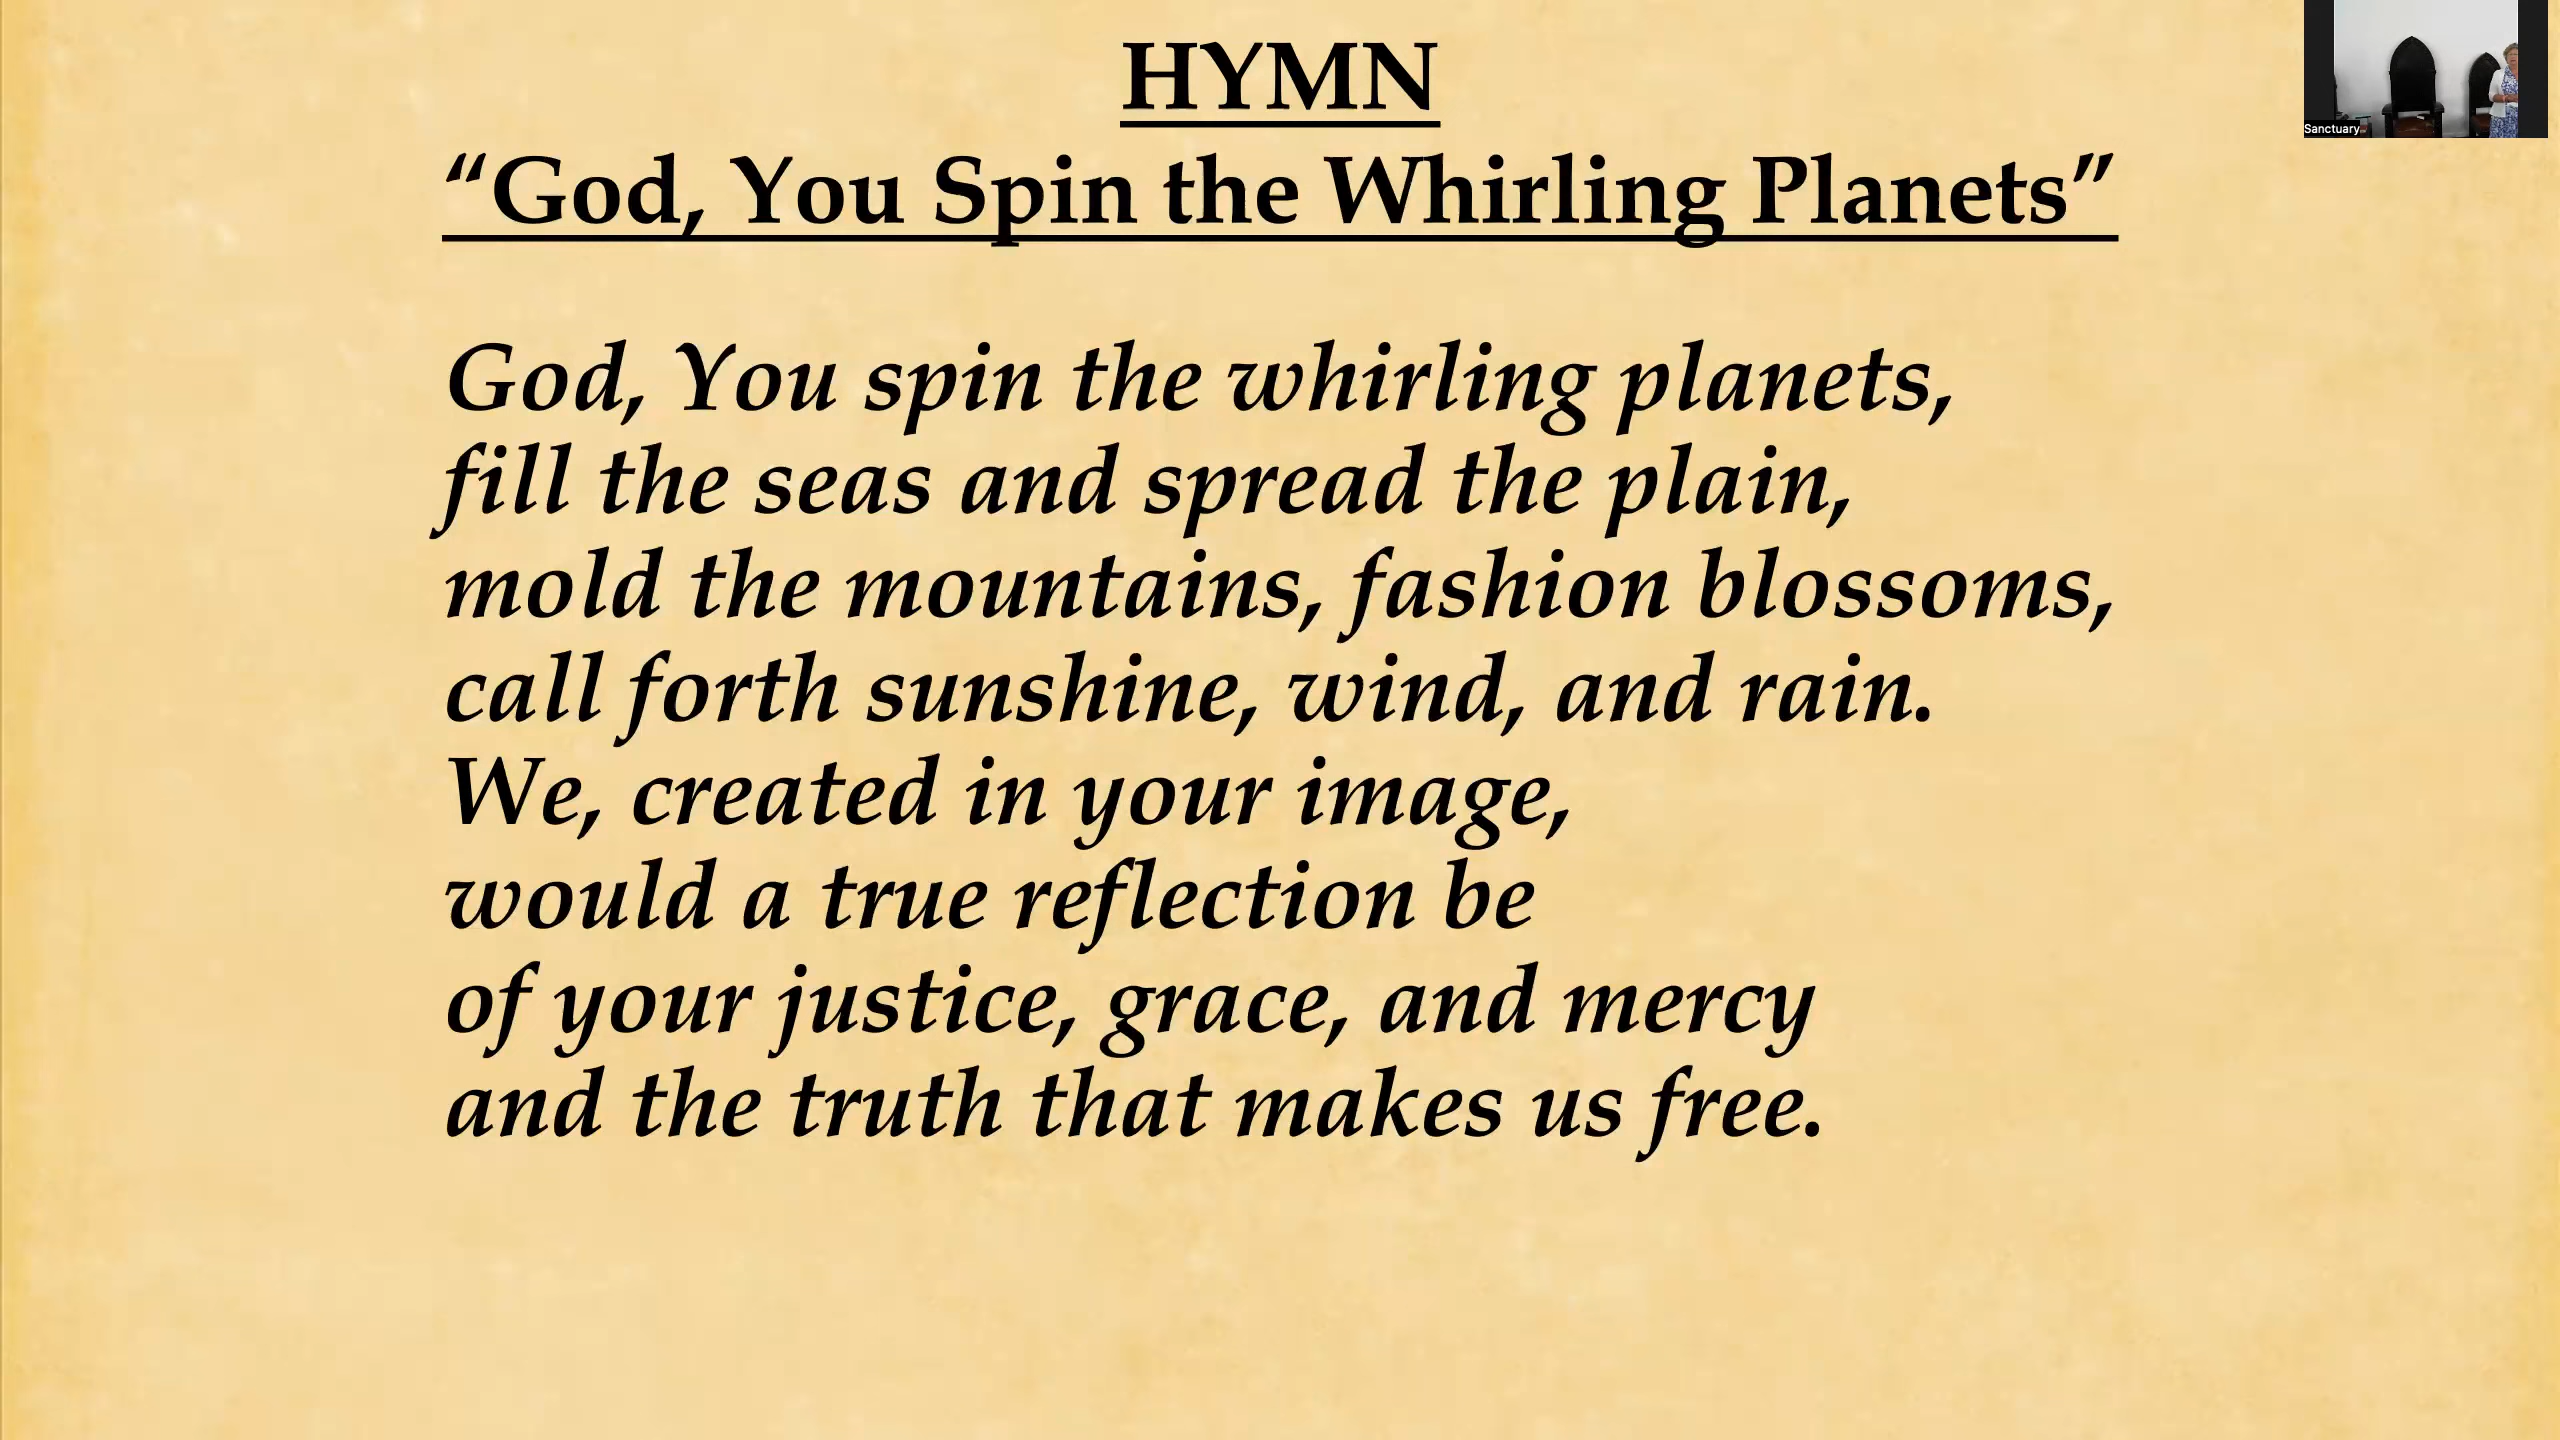 HYMN
“God, You Spin the Whirling Planets”
God, You spin the whirling planets,
fill the seas and spread the plain,
mold the mountains, fashion blossoms,
call forth sunshine, wind, and rain.
We, created in your image,
would a true reflection be
of your justice, grace, and mercy
and the truth that makes us free.
Sanctuary